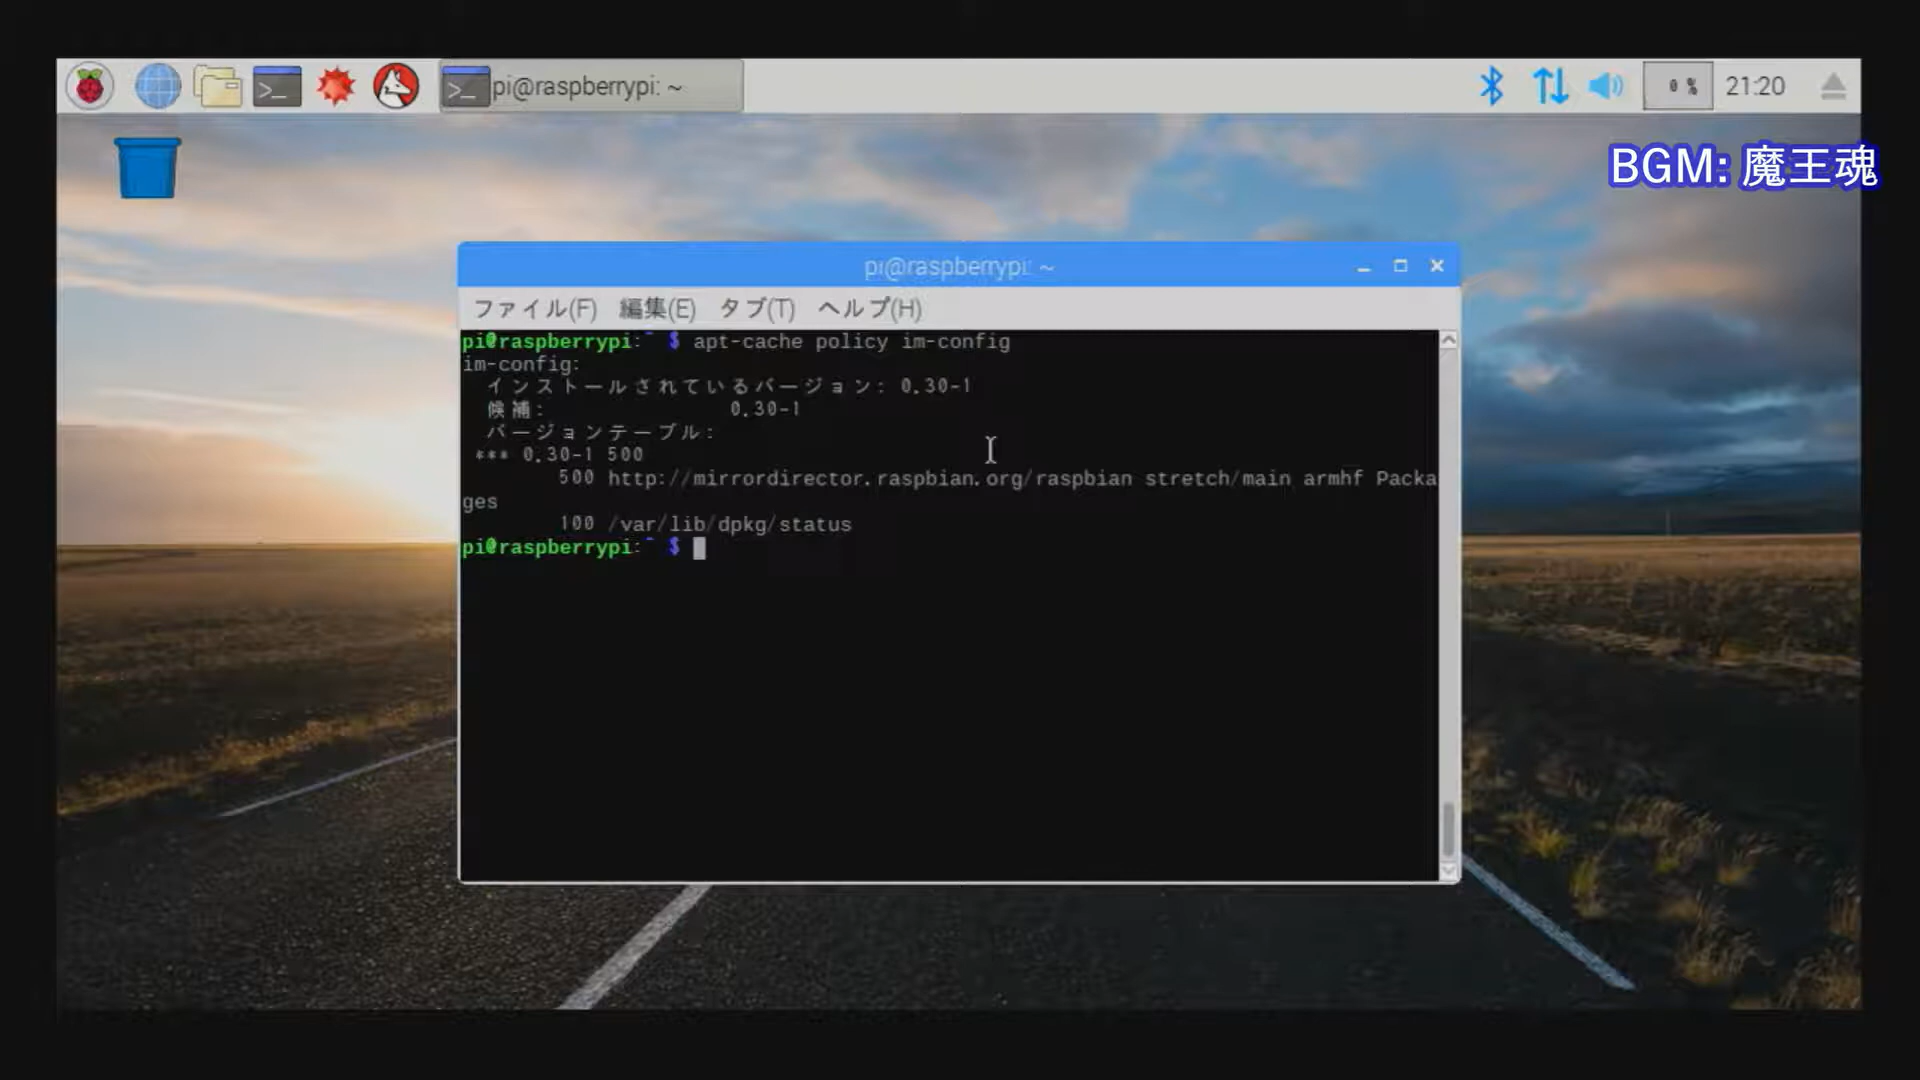 pi@raspberrypi: ~
0 %
21:20
BGM: 魔王魂
pi@raspberrypi: ~
ファイル(F) 編集(E) タブ(T) ヘルプ(H)
pi@raspberrypi:~ $ apt-cache policy im-config
im-config:
インストールされているバージョン: 0.30-1
候補: 0.30-1
バージョンテーブル:
*** 0.30-1 500
500 http://mirrordirector.raspbian.org/raspbian stretch/main armhf Packa
ges
100 /var/lib/dpkg/status
pi@raspberrypi:~ $